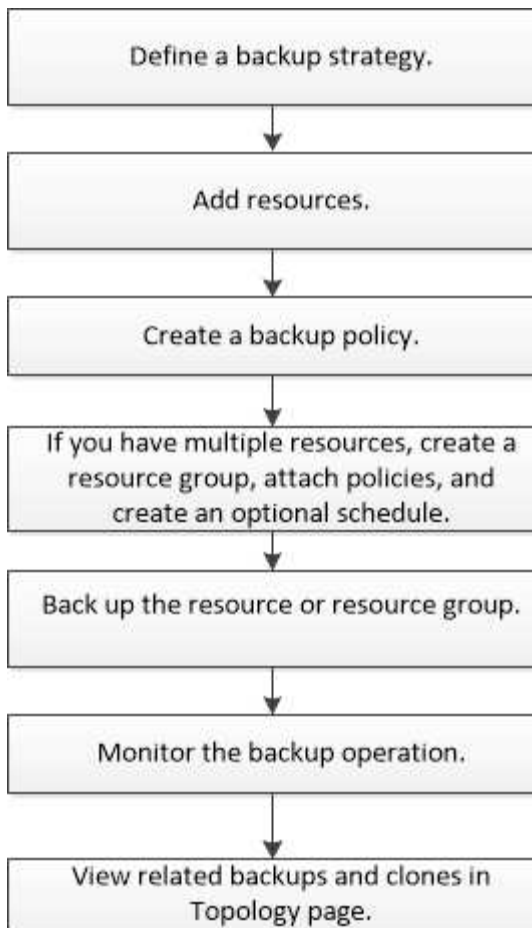 Define a backup strategy.
Add resources.
Create a backup policy.
If you have multiple resources, create a
resource group, attach policies, and
create an optional schedule.
Back up the resource or resource group.
Monitor the backup operation.
View related backups and clones in
Topology page.